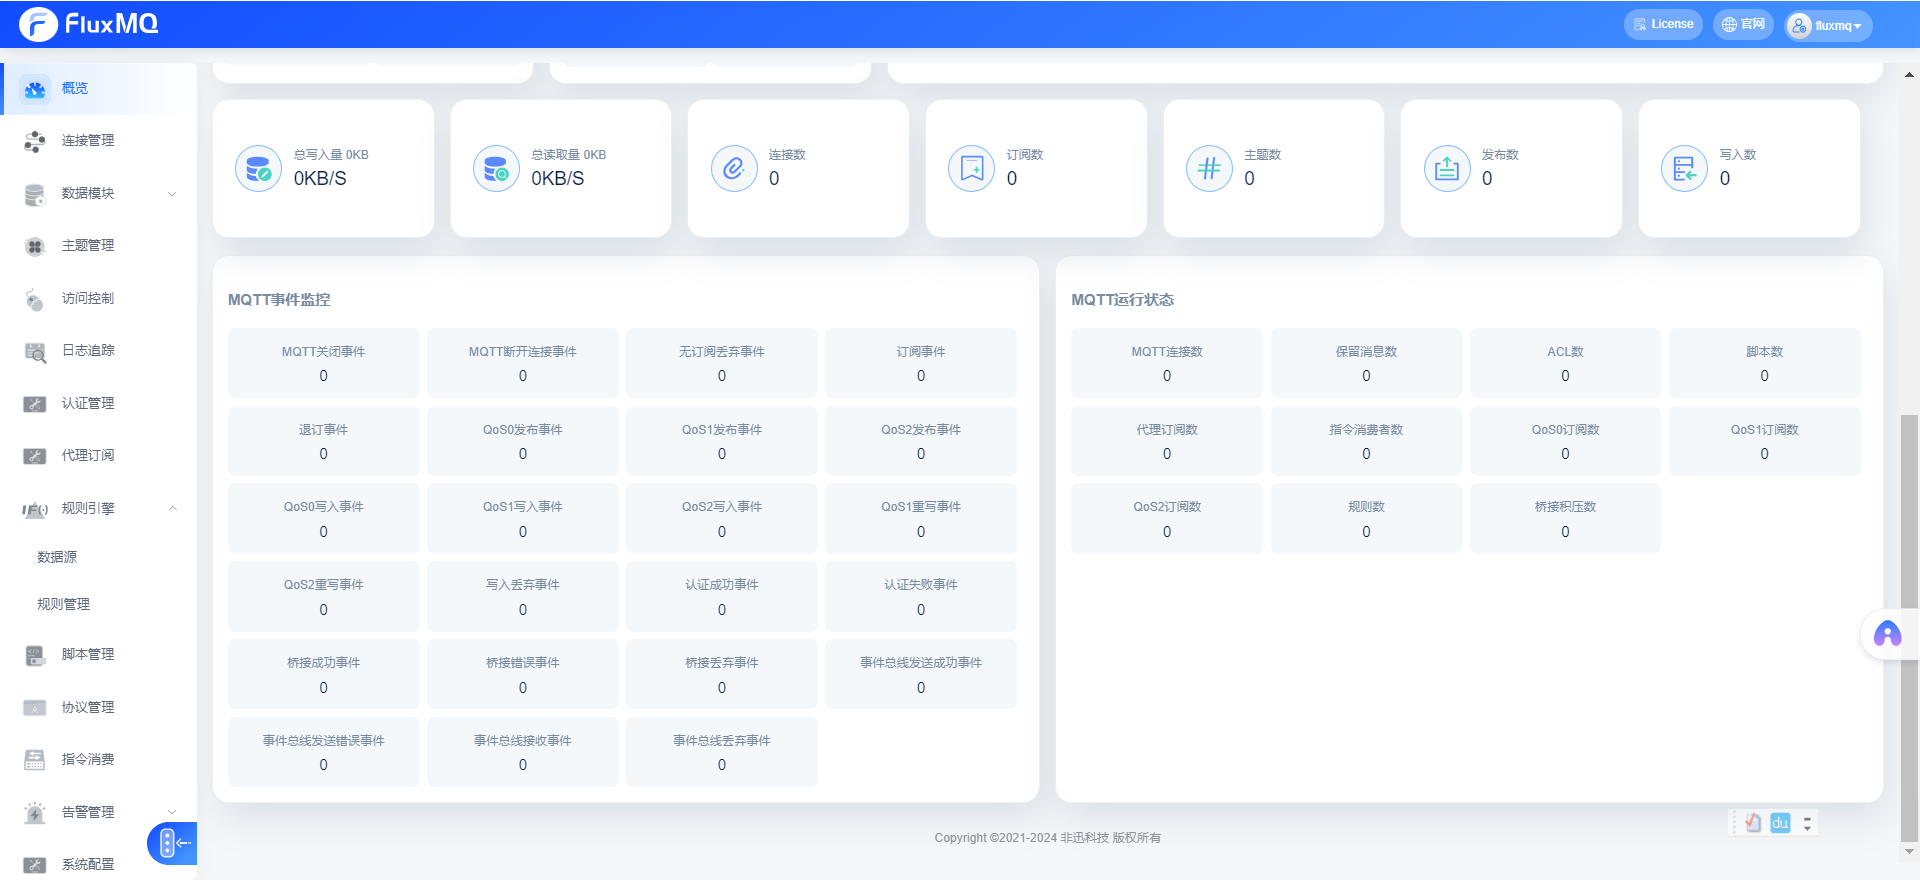 FluxMQ
License
官网
fluxmq
概览
连接管理
数据模块
主题管理
访问控制
日志追踪
认证管理
代理订阅
规则引擎
数据源
规则管理
脚本管理
协议管理
指令消费
告警管理
系统配置
总写入量 0KB
0KB/S
总读取量 0KB
0KB/S
连接数
0
订阅数
0
主题数
0
发布数
0
写入数
0
MQTT事件监控
MQTT关闭事件
0
MQTT断开连接事件
0
无订阅丢弃事件
0
订阅事件
0
退订事件
0
QoS0发布事件
0
QoS1发布事件
0
QoS2发布事件
0
QoS0写入事件
0
QoS1写入事件
0
QoS2写入事件
0
QoS1重写事件
0
QoS2重写事件
0
写入丢弃事件
0
认证成功事件
0
认证失败事件
0
桥接成功事件
0
桥接错误事件
0
桥接丢弃事件
0
事件总线发送成功事件
0
事件总线发送错误事件
0
事件总线接收事件
0
事件总线丢弃事件
0
MQTT运行状态
MQTT连接数
0
保留消息数
0
ACL数
0
脚本数
0
代理订阅数
0
指令消费者数
0
QoS0订阅数
0
QoS1订阅数
0
QoS2订阅数
0
规则数
0
桥接积压数
0
Copyright ©2021-2024 非迅科技 版权所有
du